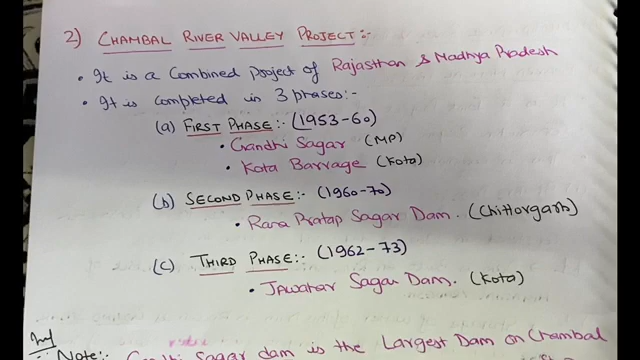 2) CHAMBAL RIVER VALLEY PROJECT :-
• It is a Combined project of Rajasthan & Madhya Pradesh
• It is completed in 3 phases :-
(a) FIRST PHASE :- (1953-60)
• Gandhi Sagar (MP)
• Kota Barrage (Kota)
(b) SECOND PHASE :- (1960-70)
• Rana Pratap Sagar Dam. (Chittorgarh)
(c) THIRD PHASE :- (1962-73)
• Jawahar Sagar Dam. (Kota)
Note: Gandhi Sagar dam is the Largest Dam on Chambal